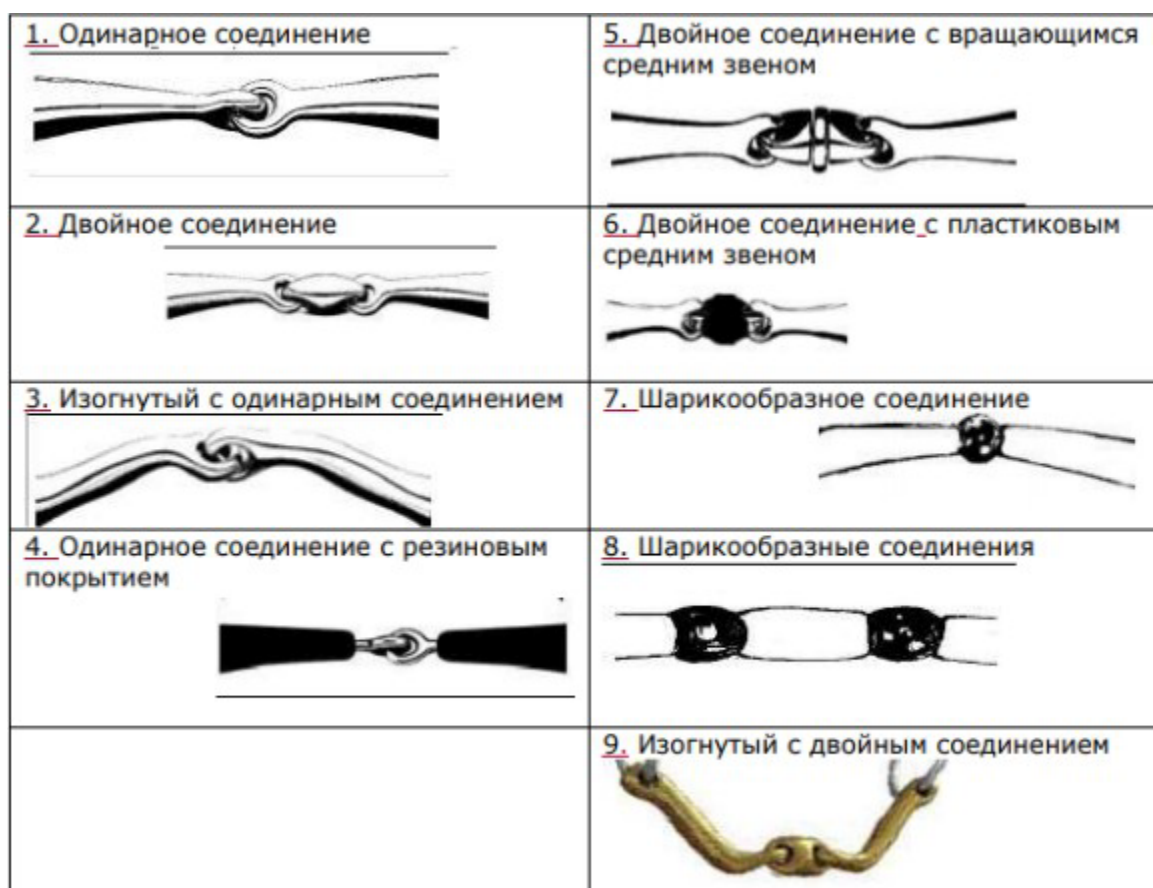 1. Одинарное соединение
2. Двойное соединение
3. Изогнутый с одинарным соединением
4. Одинарное соединение с резиновым
покрытием
5. Двойное соединение с вращающимся
средним звеном
6. Двойное соединение с пластиковым
средним звеном
7. Шарикообразное соединение
8. Шарикообразные соединения
9. Изогнутый с двойным соединением